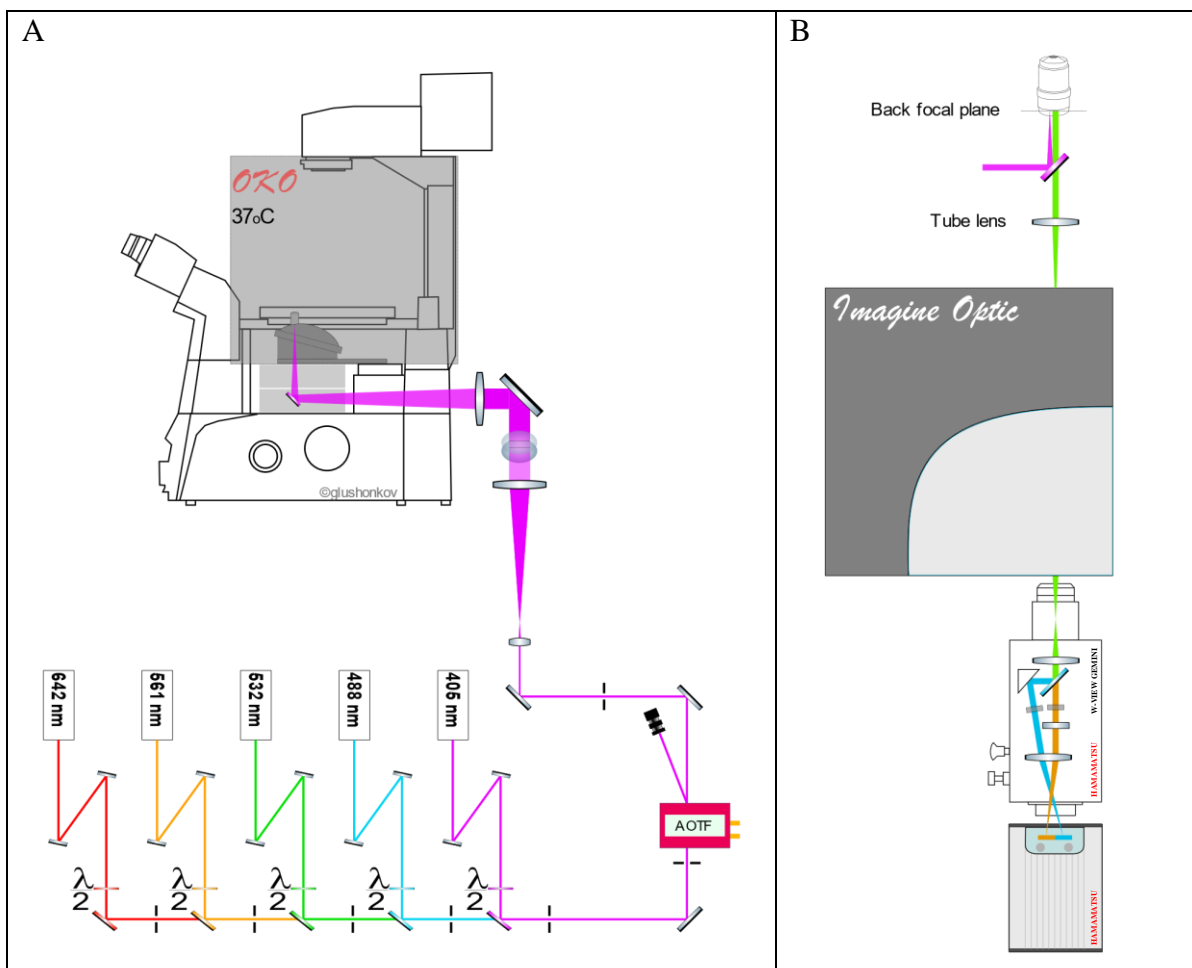 A
OKO
37oC
©glushonkov
642 nm
561 nm
532 nm
488 nm
405 nm
AOTF
λ
2
λ
2
λ
2
λ
2
λ
2
B
Back focal plane
Tube lens
Imagine Optic
W-VIEW GEMINI
HAMAMATSU
HAMAMATSU